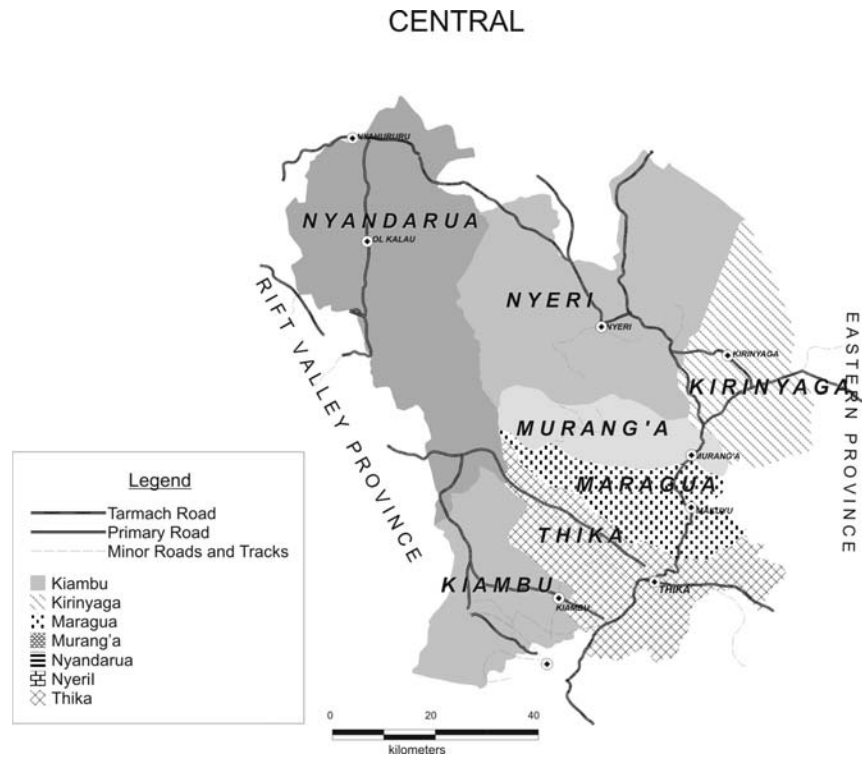 CENTRAL
NYAHURURU
NYANDARUA
OL KALAU
RIFT VALLEY PROVINCE
NYERI
NYERI
KIRINYAGA
KIRINYAGA
EASTERN PROVINCE
MURANG'A
MURANG'A
MARAGUA
MAKUYU
THIKA
THIKA
KIAMBU
KIAMBU
Legend
Tarmach Road
Primary Road
Minor Roads and Tracks
Kiambu
Kirinyaga
Maragua
Murang'a
Nyandarua
Nyeril
Thika
0 20 40
kilometers